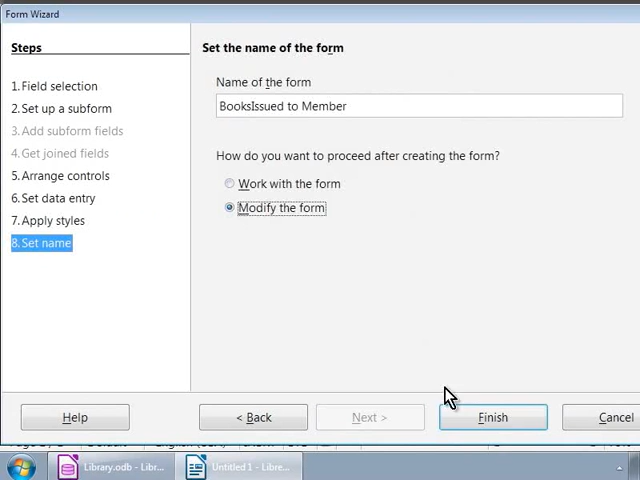 Form Wizard
Steps
1.Field selection
2.Set up a subform
3.Add subform fields
4.Get joined fields
5.Arrange controls
6.Set data entry
7.Apply styles
8.Set name
Set the name of the form
Name of the form
BooksIssued to Member
How do you want to proceed after creating the form?
Work with the form
Modify the form
Help
< Back
Next >
Finish
Cancel
Library.odb - Libr...
Untitled 1 - Libre...